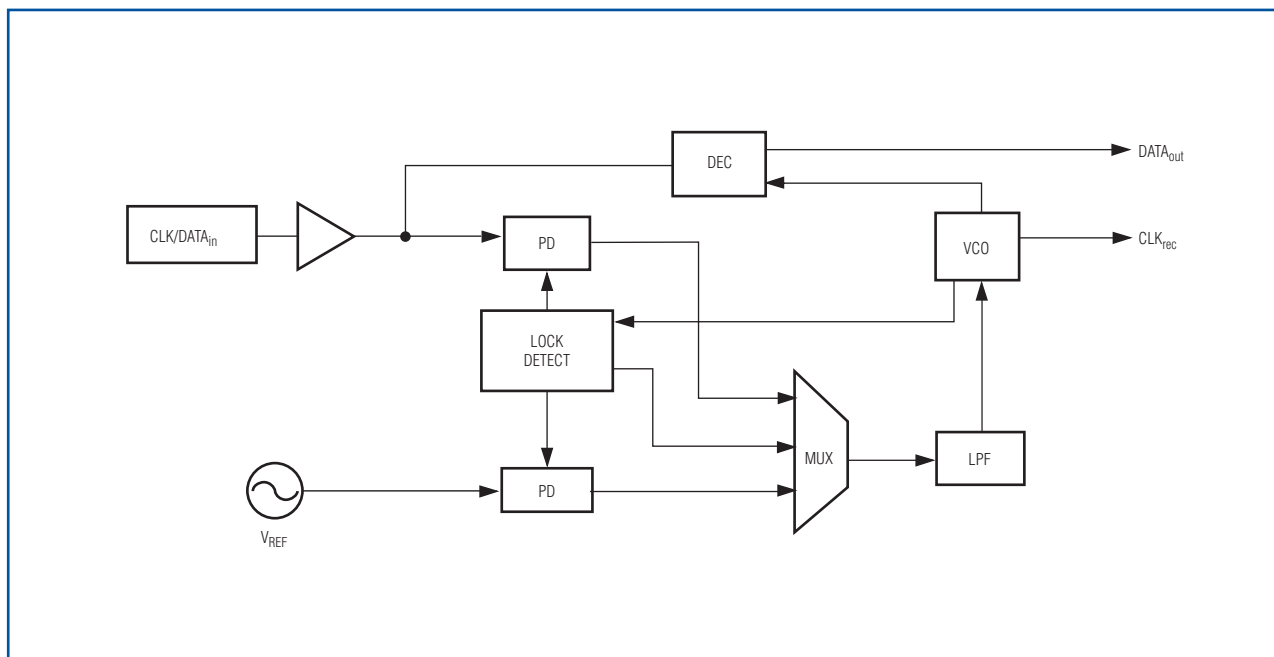 DEC
DATAout
CLK/DATAin
PD
VCO
CLKrec
LOCK
DETECT
MUX
LPF
PD
VREF